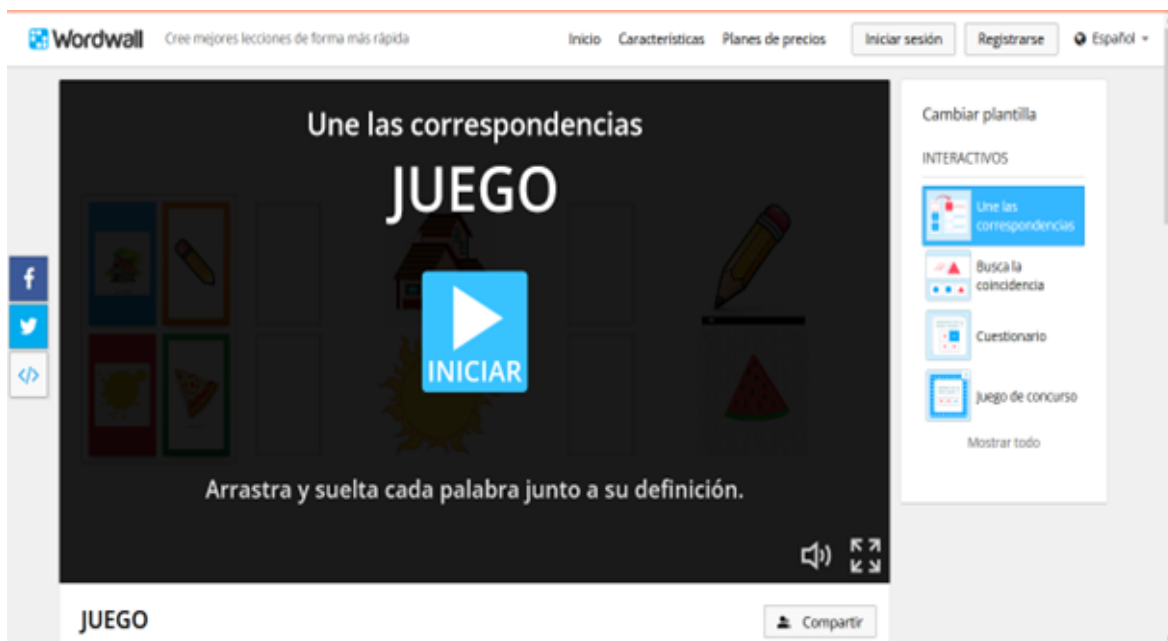 Wordwall
Cree mejores lecciones de forma más rápida
Inicio Características Planes de precios Iniciar sesión Registrarse Español
Une las correspondencias
JUEGO
INICIAR
Arrastra y suelta cada palabra junto a su definición.
Cambiar plantilla
INTERACTIVOS
Une las
correspondencias
Busca la
coincidencia
Cuestionario
Juego de concurso
Mostrar todo
f
</>
JUEGO
Compartir